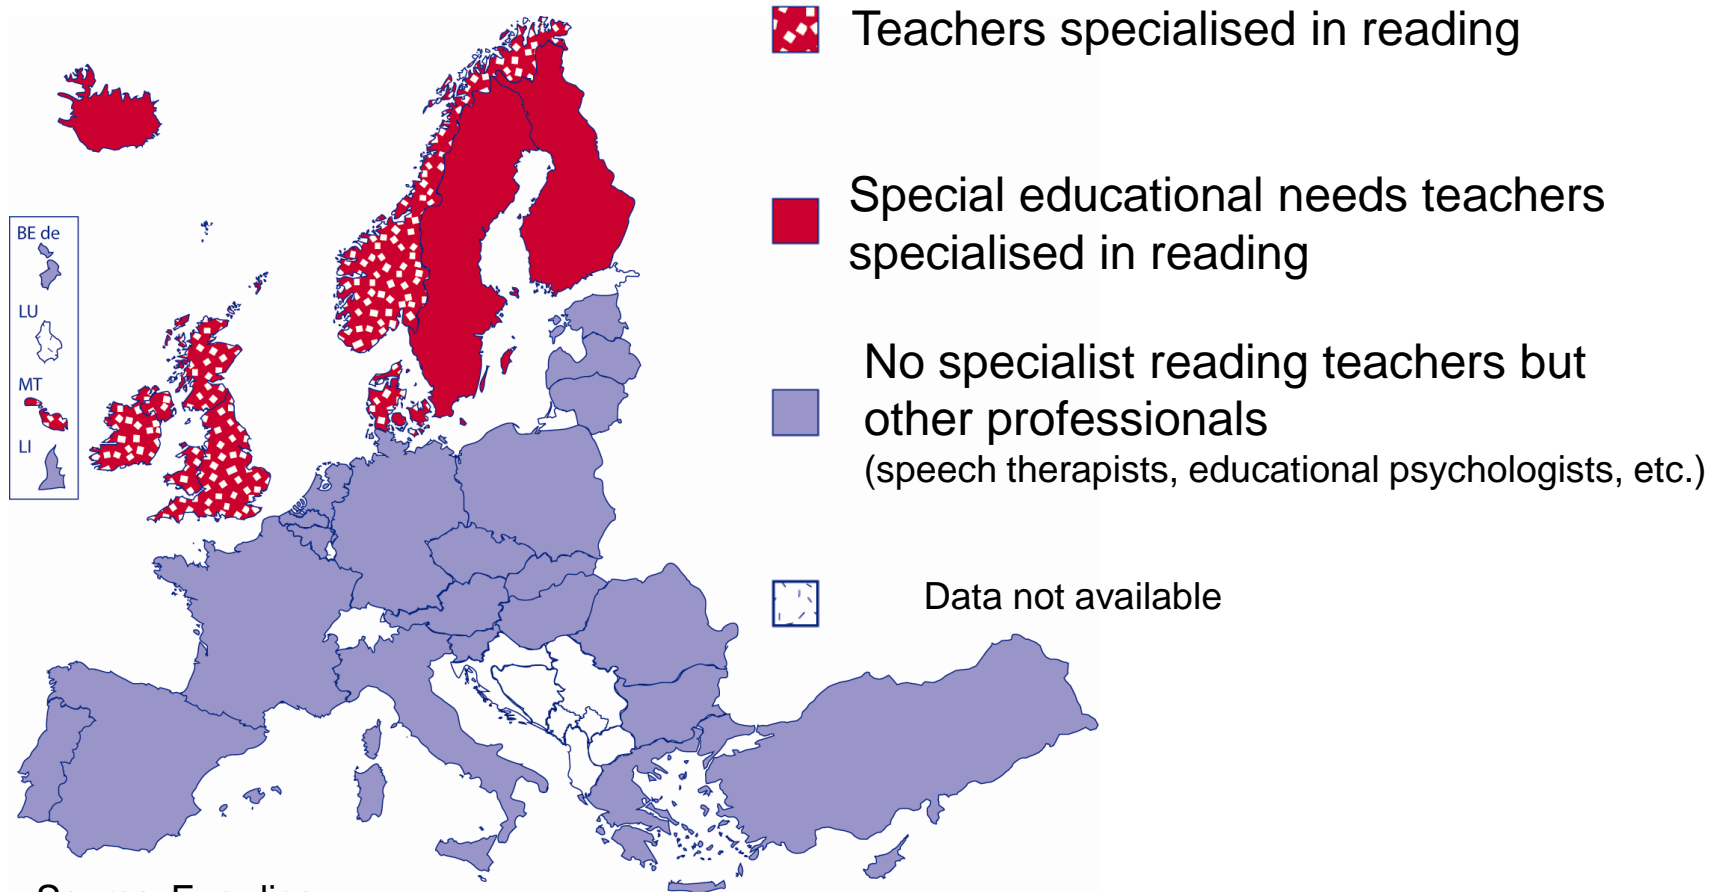 Teachers specialised in reading
Special educational needs teachers
specialised in reading
BE de
LU
MT
LI
No specialist reading teachers but
other professionals
(speech therapists, educational psychologists, etc.)
Data not available